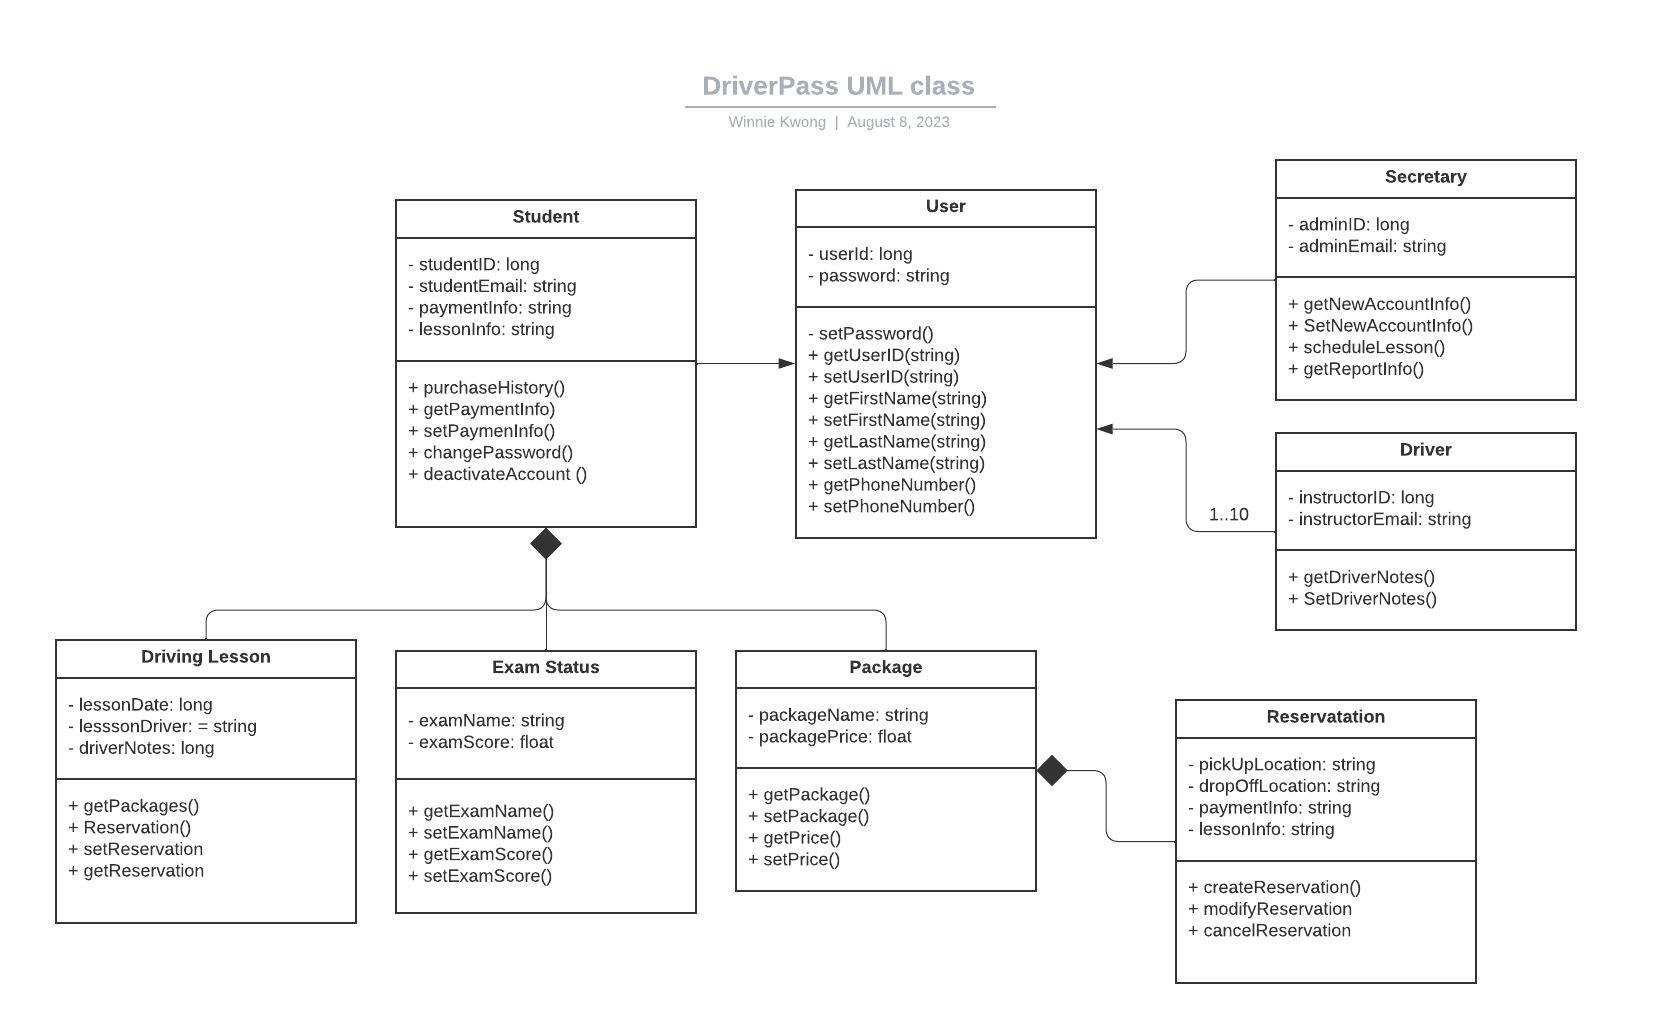 DriverPass UML class
Winnie Kwong | August 8, 2023
Student
- studentID: long
- studentEmail: string
- paymentInfo: string
- lessonInfo: string
+ purchaseHistory()
+ getPaymentInfo)
+ setPaymenInfo()
+ changePassword()
+ deactivateAccount ()
User
- userId: long
- password: string
- setPassword()
+ getUserID(string)
+ setUserID(string)
+ getFirstName(string)
+ setFirstName(string)
+ getLastName(string)
+ setLastName(string)
+ getPhoneNumber()
+ setPhoneNumber()
Secretary
- adminID: long
- adminEmail: string
+ getNewAccountInfo()
+ SetNewAccountInfo()
+ scheduleLesson()
+ getReportInfo()
Driver
- instructorID: long
- instructorEmail: string
+ getDriverNotes()
+ SetDriverNotes()
1..10
Driving Lesson
- lessonDate: long
- lesssonDriver: = string
- driverNotes: long
+ getPackages()
+ Reservation()
+ setReservation
+ getReservation
Exam Status
- examName: string
- examScore: float
+ getExamName()
+ setExamName()
+ getExamScore()
+ setExamScore()
Package
- packageName: string
- packagePrice: float
+ getPackage()
+ setPackage()
+ getPrice()
+ setPrice()
Reservatation
- pickUpLocation: string
- dropOffLocation: string
- paymentInfo: string
- lessonInfo: string
+ createReservation()
+ modifyReservation
+ cancelReservation